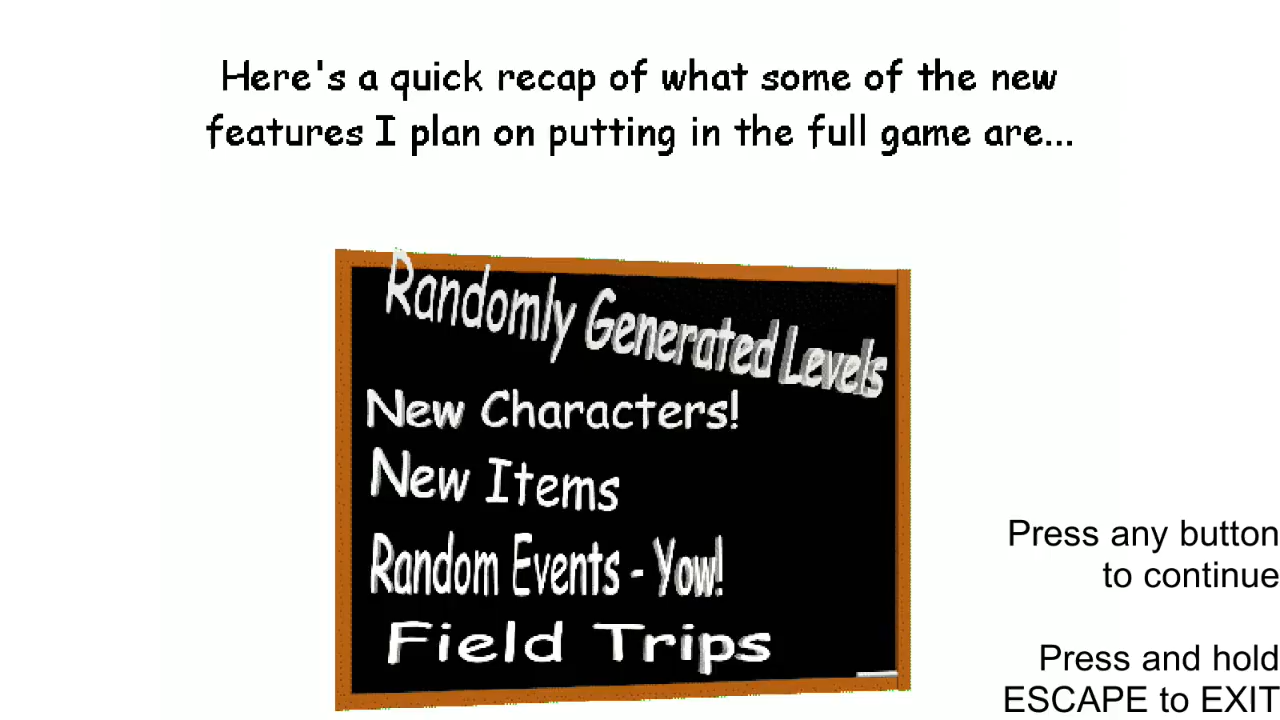 Here's a quick recap of what some of the new
features I plan on putting in the full game are...
Randomly Generated Levels
New Characters!
New Items
Random Events - Yow!
Field Trips
Press any button
to continue
Press and hold
ESCAPE to EXIT